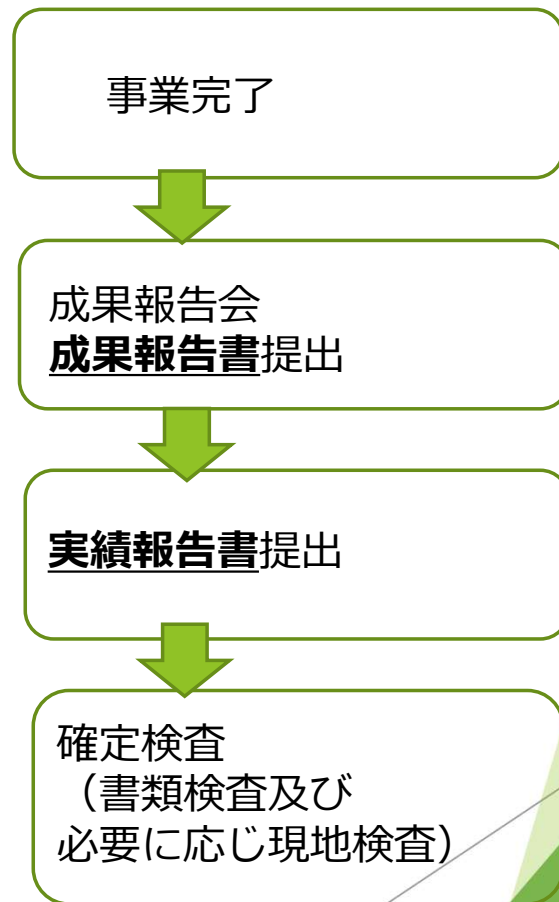 事業完了
成果報告会
成果報告書提出
実績報告書提出
確定検査
（書類検査及び
必要に応じ現地検査）